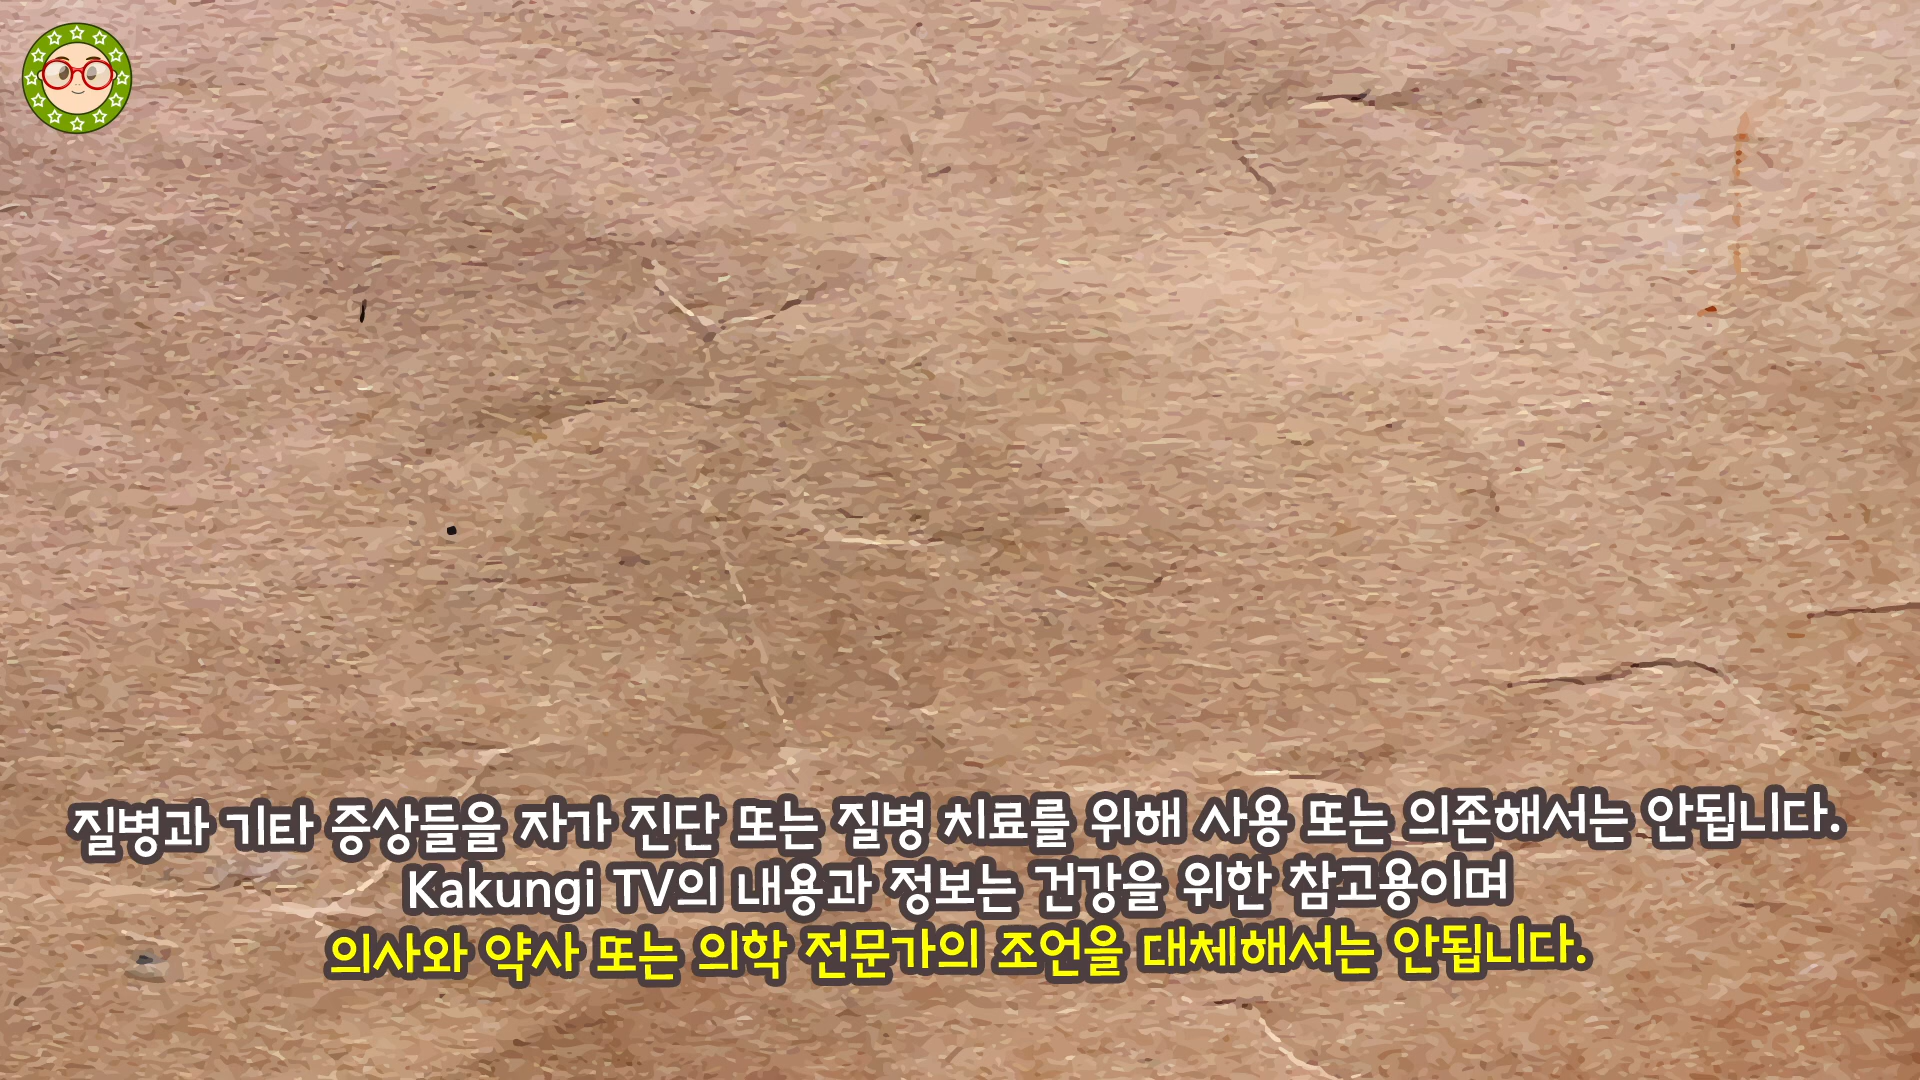 질병과 기타 증상들을 자가 진단 또는 질병 치료를 위해 사용 또는 의존해서는 안됩니다.
Kakungi TV의 내용과 정보는 건강을 위한 참고용이며
의사와 약사 또는 의학 전문가의 조언을 대체해서는 안됩니다.